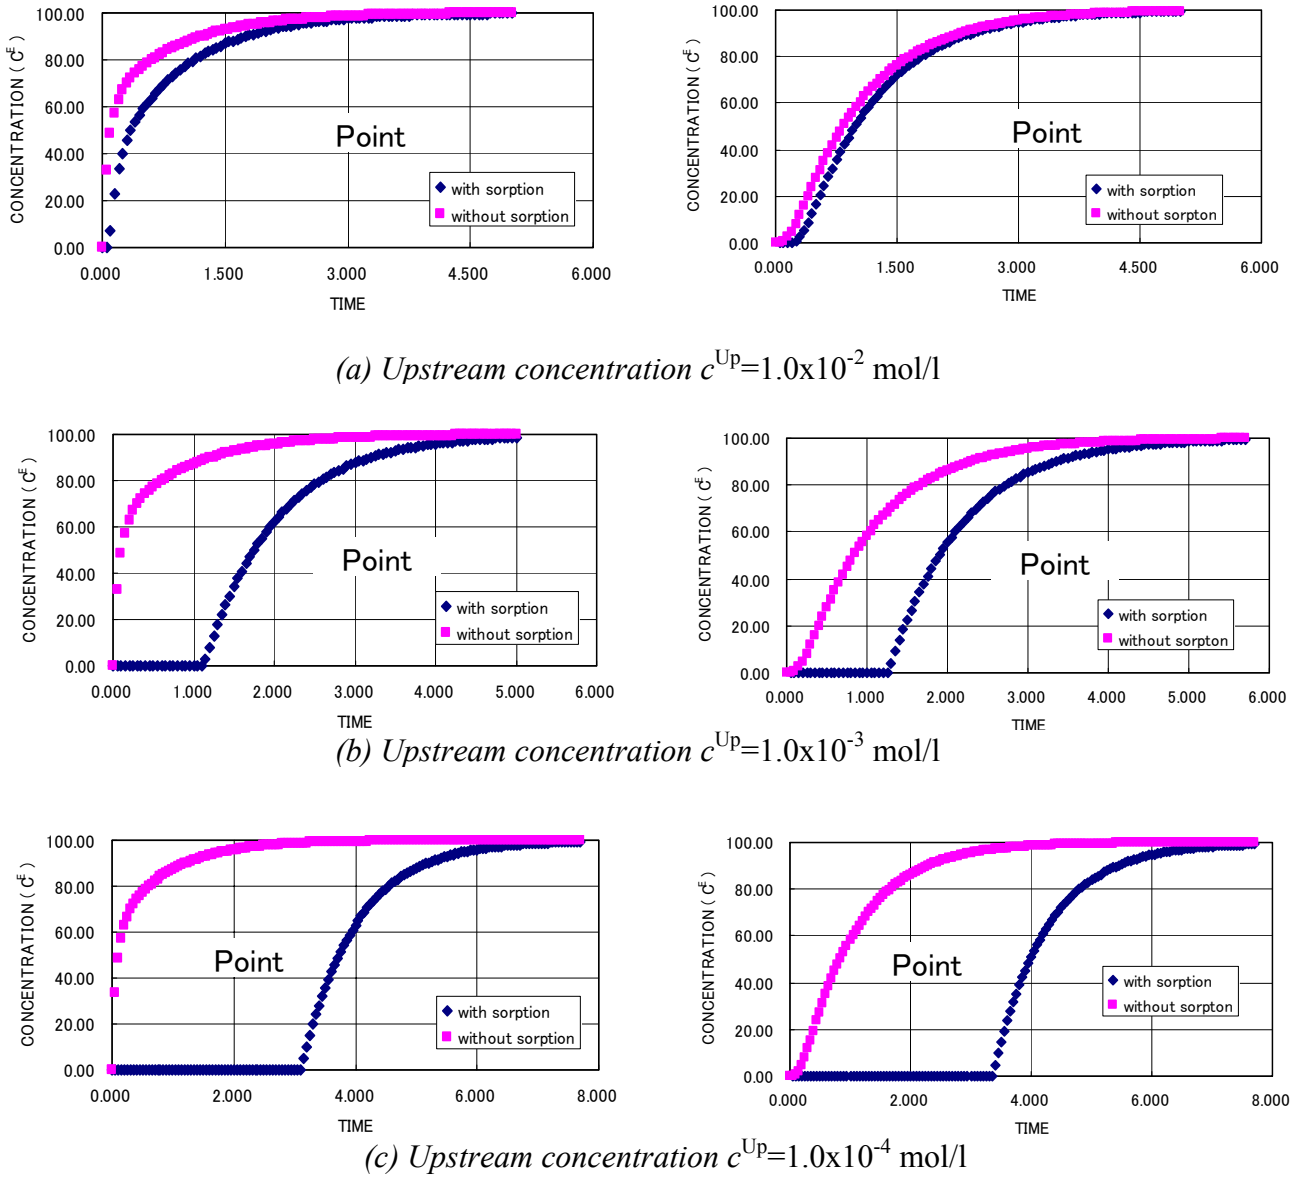 100.00
80.00
60.00
40.00
20.00
0.00
CONCENTRATION ( C^E )
Point
with sorption
without sorption
0.000 1.500 3.000 4.500 6.000
TIME
100.00
80.00
60.00
40.00
20.00
0.00
CONCENTRATION ( C^E )
Point
with sorption
without sorpton
0.000 1.500 3.000 4.500 6.000
TIME
(a) Upstream concentration c^Up=1.0x10^-2 mol/l
100.00
80.00
60.00
40.00
20.00
0.00
CONCENTRATION ( C^E )
Point
with sorption
without sorption
0.000 1.000 2.000 3.000 4.000 5.000 6.000
TIME
100.00
80.00
60.00
40.00
20.00
0.00
CONCENTRATION ( C^E )
Point
with sorption
without sorpton
0.000 1.000 2.000 3.000 4.000 5.000 6.000
TIME
(b) Upstream concentration c^Up=1.0x10^-3 mol/l
100.00
80.00
60.00
40.00
20.00
0.00
CONCENTRATION ( C^E )
Point
with sorption
without sorption
0.000 2.000 4.000 6.000 8.000
TIME
100.00
80.00
60.00
40.00
20.00
0.00
CONCENTRATION ( C^E )
Point
with sorption
without sorpton
0.000 2.000 4.000 6.000 8.000
TIME
(c) Upstream concentration c^Up=1.0x10^-4 mol/l